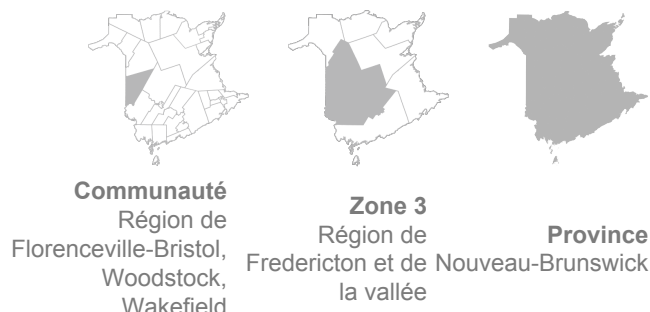 Communauté
Région de
Florenceville-Bristol,
Woodstock,
Wakefield
Zone 3
Région de
Fredericton et de
la vallée
Province
Nouveau-Brunswick